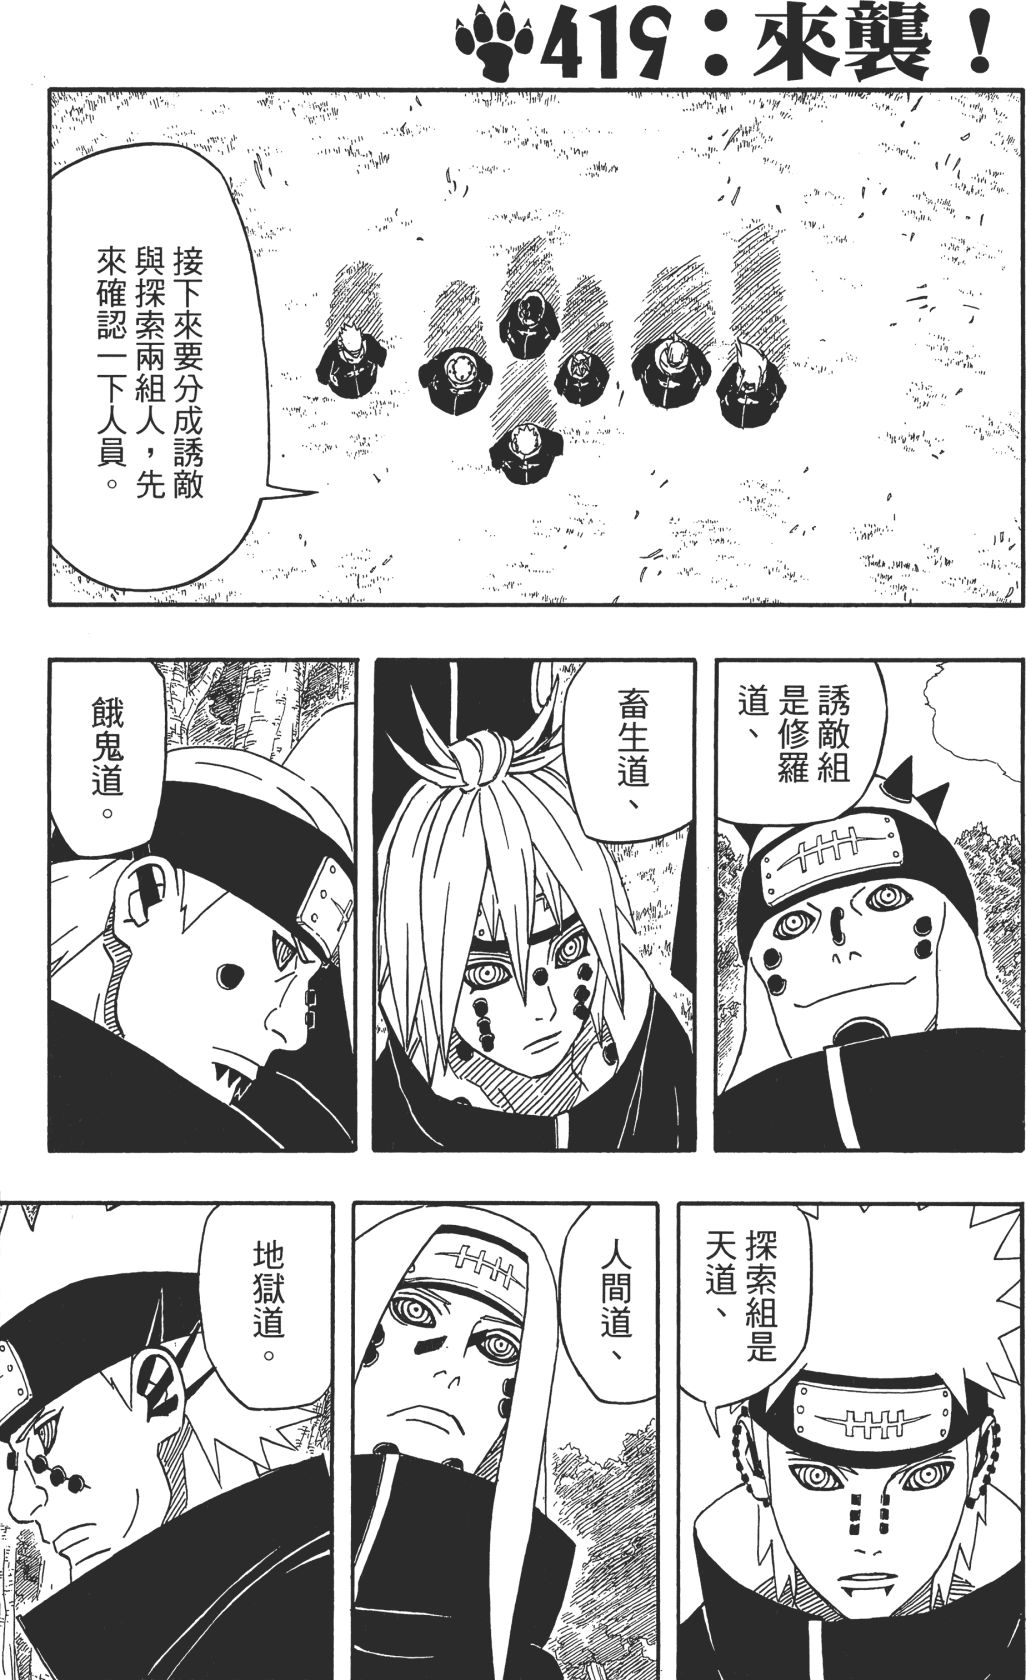 419：來襲！
接下來要分成誘敵
與探索兩組人，先
來確認一下人員。
誘敵組
是修羅
道、
畜生道、
餓鬼道。
探索組是
天道、
人間道、
地獄道。